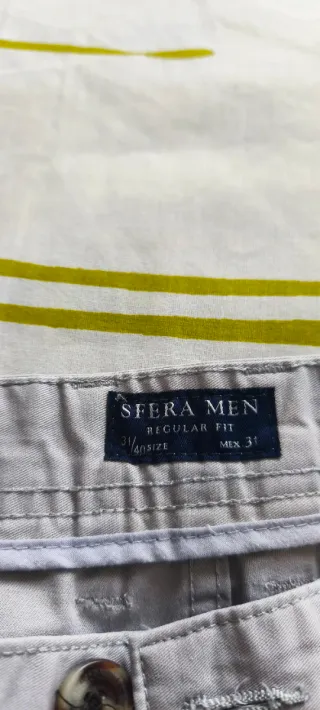 SFERA MEN
REGULAR FIT
31/40 SIZE MEX 31